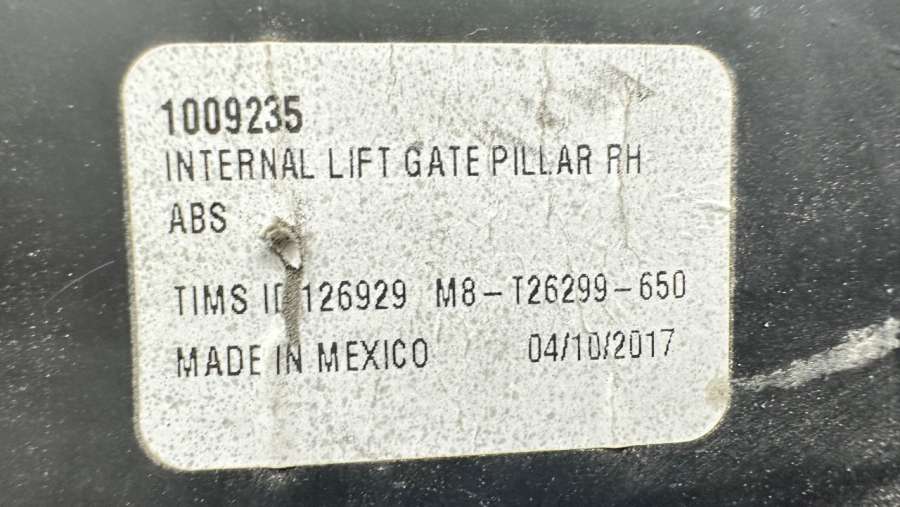 1009235
INTERNAL LIFT GATE PILLAR RH
ABS
TIMS ID 126929 M8-T26299-650
MADE IN MEXICO 04/10/2017